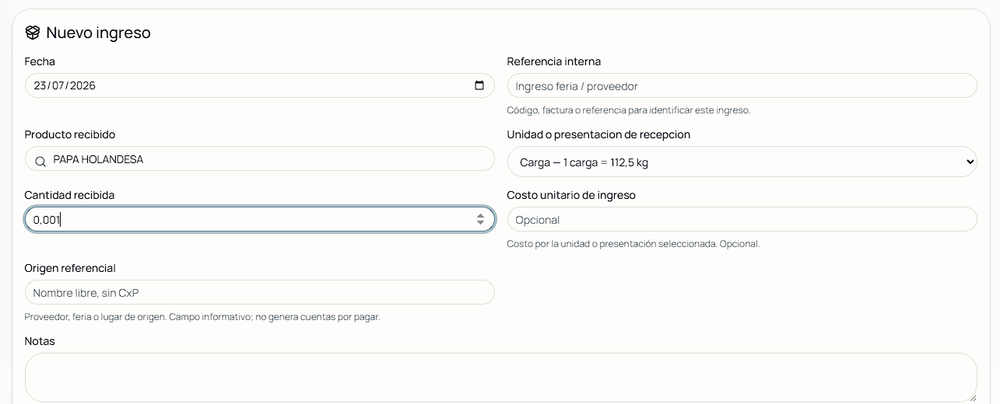 Nuevo ingreso
Fecha
Referencia interna
23/07/2026
Ingreso feria / proveedor
Código, factura o referencia para identificar este ingreso.
Producto recibido
Unidad o presentacion de recepcion
PAPA HOLANDESA
Carga — 1 carga = 112,5 kg
Cantidad recibida
Costo unitario de ingreso
0,001
Opcional
Costo por la unidad o presentación seleccionada. Opcional.
Origen referencial
Nombre libre, sin CxP
Proveedor, feria o lugar de origen. Campo informativo; no genera cuentas por pagar.
Notas